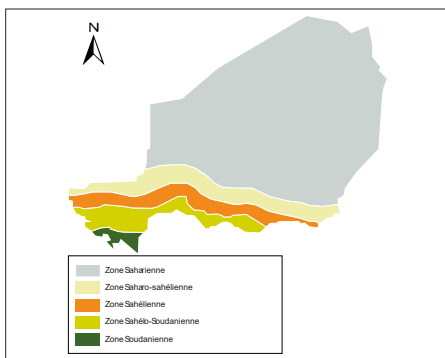 N
Zone Saharienne
Zone Saharo-sahélienne
Zone Sahélienne
Zone Sahélo-Soudanienne
Zone Soudanienne